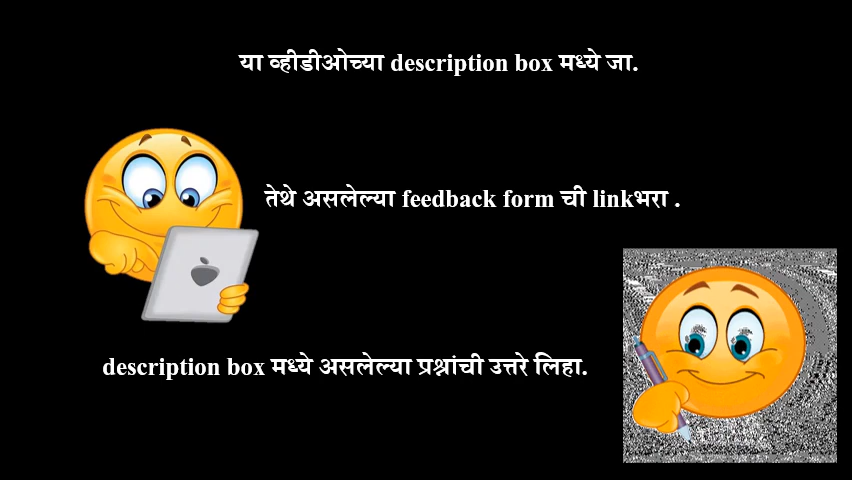 या व्हीडीओच्या description box मध्ये जा.
तेथे असलेल्या feedback form ची linkभरा .
description box मध्ये असलेल्या प्रश्नांची उत्तरे लिहा.